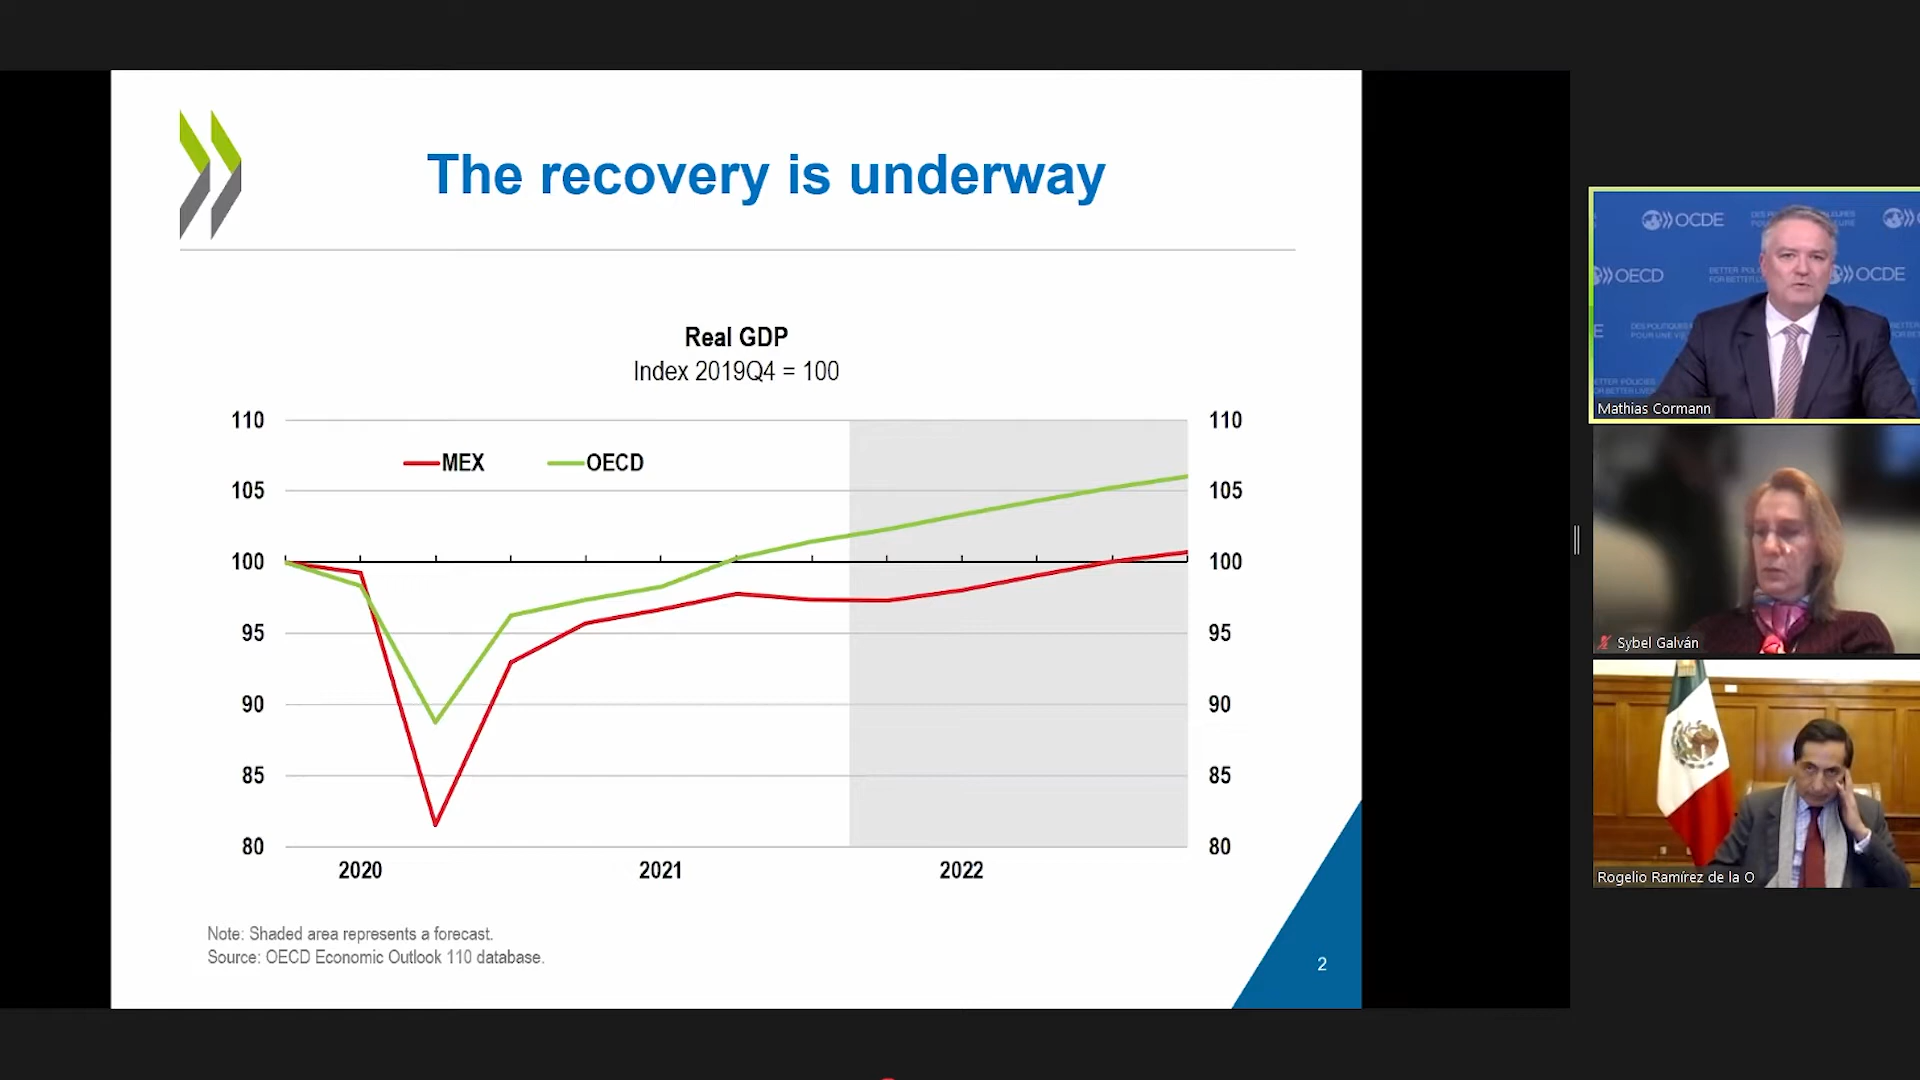 The recovery is underway
Real GDP
Index 2019Q4 = 100
110
110
MEX
OECD
105
105
100
100
95
95
90
90
85
85
80
80
2020
2021
2022
Note: Shaded area represents a forecast.
Source: OECD Economic Outlook 110 database.
2
OCDE
OECD
OCDE
Mathias Cormann
Sybel Galván
Rogelio Ramírez de la O